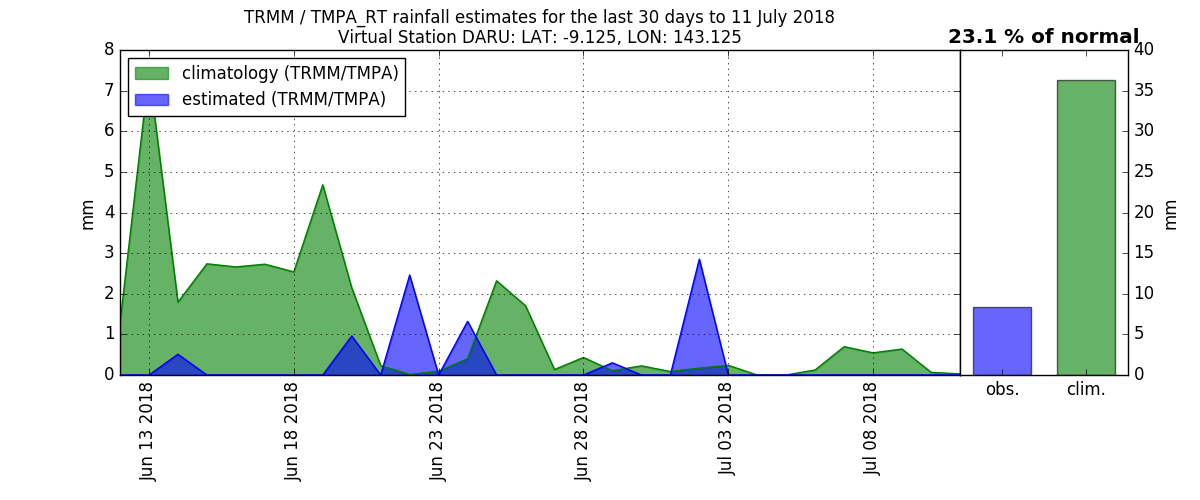 TRMM / TMPA_RT rainfall estimates for the last 30 days to 11 July 2018
Virtual Station DARU: LAT: -9.125, LON: 143.125
23.1 % of normal
climatology (TRMM/TMPA)
estimated (TRMM/TMPA)
8
7
6
5
4
3
2
1
0
mm
Jun 13 2018
Jun 18 2018
Jun 23 2018
Jun 28 2018
Jul 03 2018
Jul 08 2018
obs.
clim.
40
35
30
25
20
15
10
5
0
mm